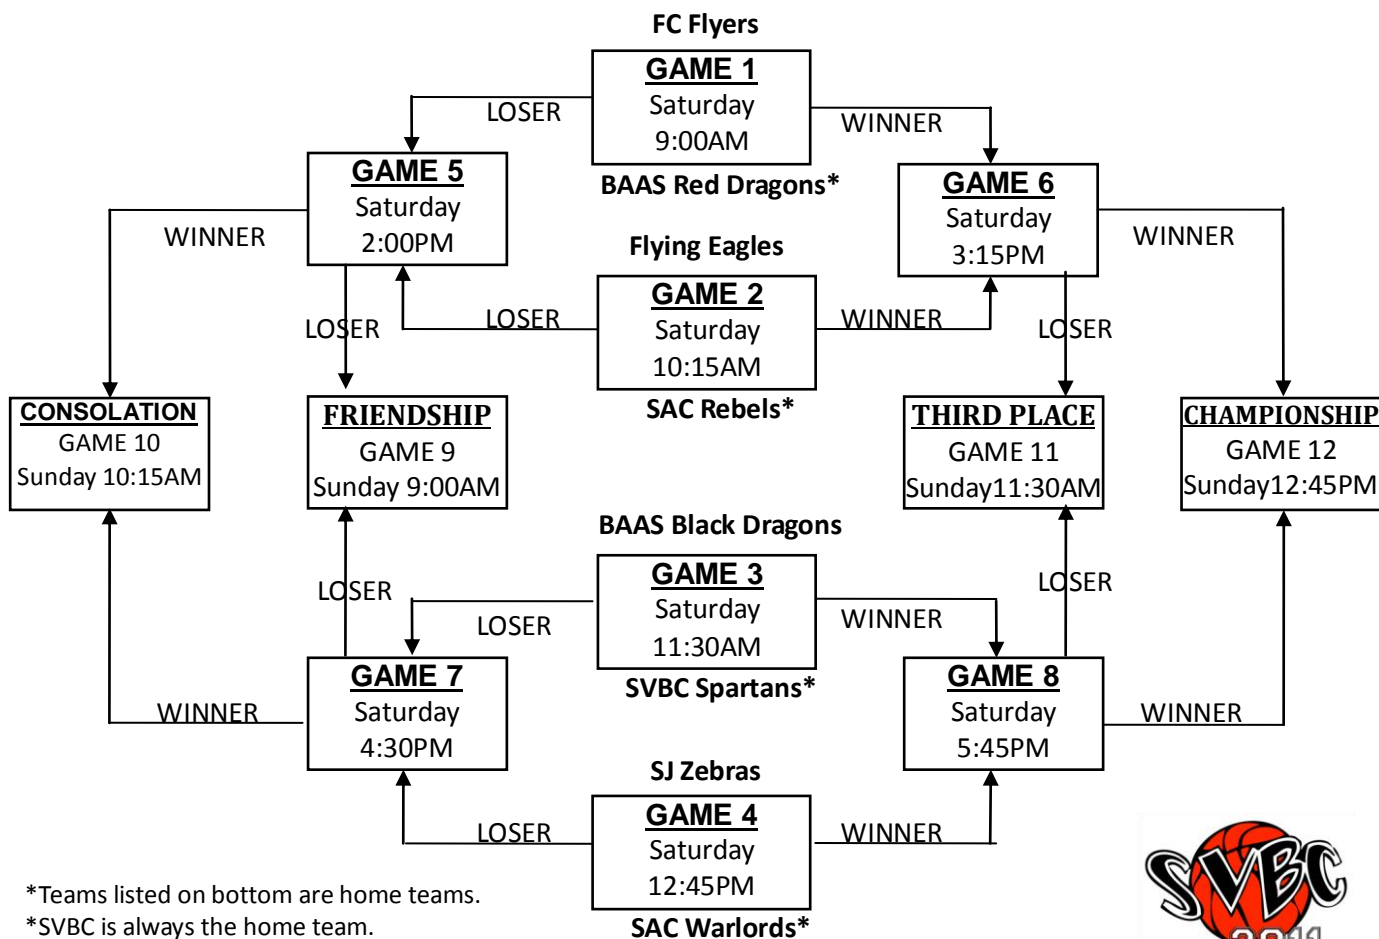 FC Flyers
GAME 1
Saturday
9:00AM
BAAS Red Dragons*
LOSER
WINNER
GAME 5
Saturday
2:00PM
GAME 6
Saturday
3:15PM
WINNER
WINNER
Flying Eagles
GAME 2
Saturday
10:15AM
SAC Rebels*
LOSER
LOSER
WINNER
LOSER
CONSOLATION
GAME 10
Sunday 10:15AM
FRIENDSHIP
GAME 9
Sunday 9:00AM
THIRD PLACE
GAME 11
Sunday11:30AM
CHAMPIONSHIP
GAME 12
Sunday12:45PM
BAAS Black Dragons
GAME 3
Saturday
11:30AM
SVBC Spartans*
LOSER
LOSER
WINNER
LOSER
GAME 7
Saturday
4:30PM
GAME 8
Saturday
5:45PM
WINNER
WINNER
SJ Zebras
GAME 4
Saturday
12:45PM
SAC Warlords*
LOSER
WINNER
*Teams listed on bottom are home teams.
*SVBC is always the home team.
SVBC